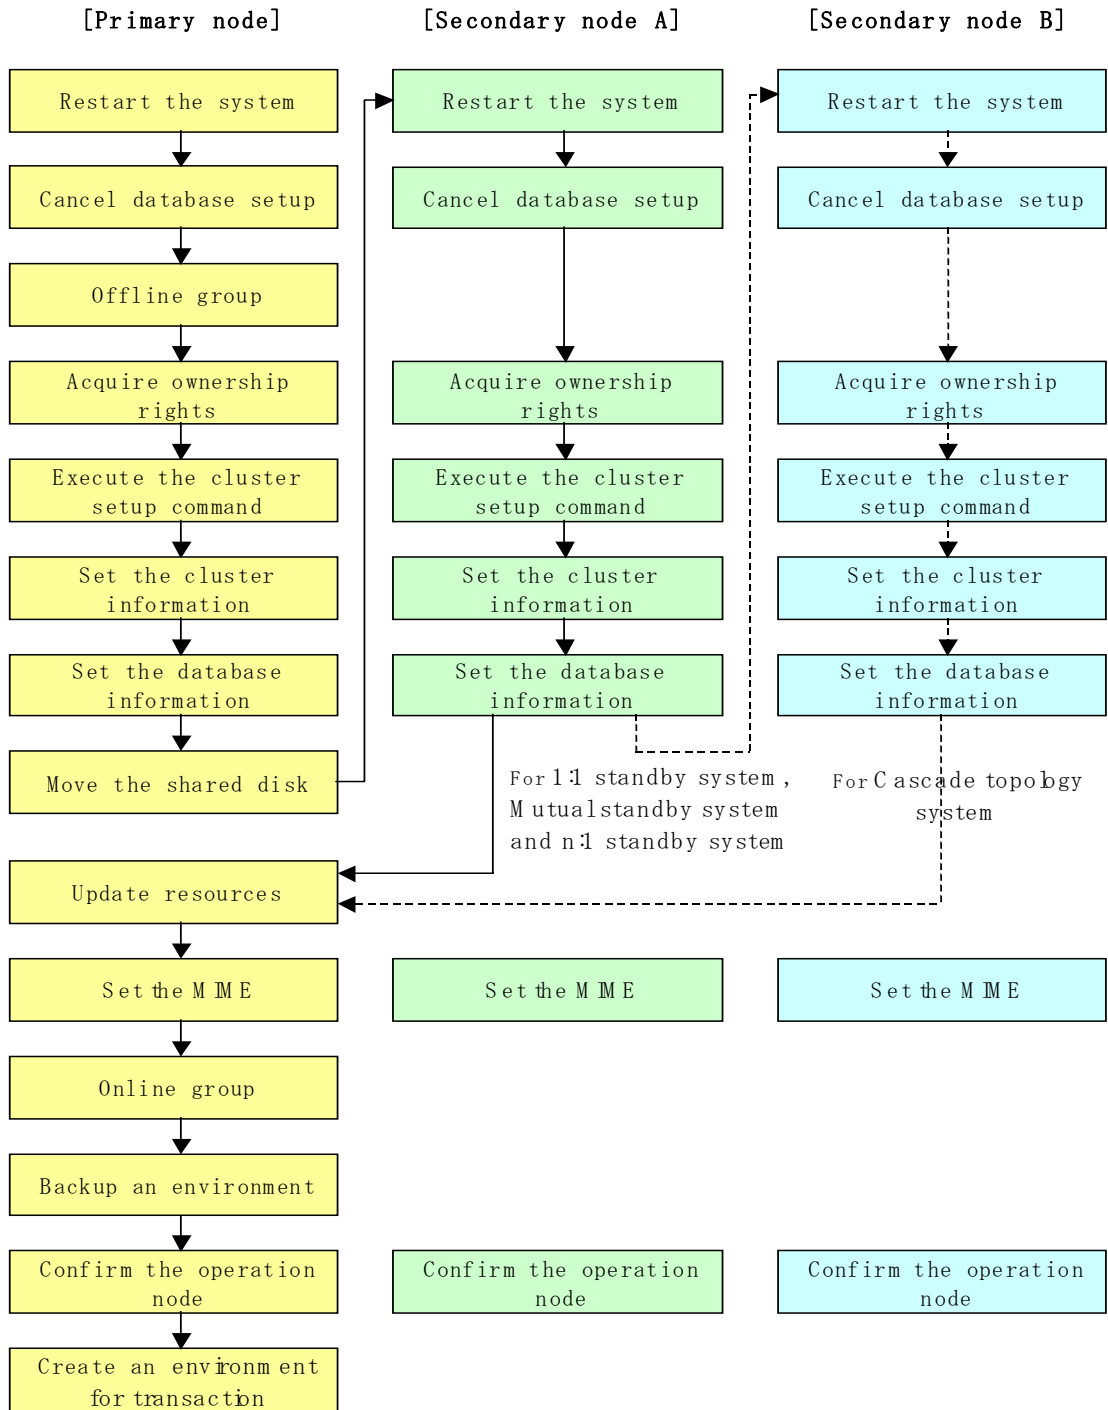 [Primary node]
[Secondary node A]
[Secondary node B]
Restart the system
Restart the system
Restart the system
Cancel database setup
Cancel database setup
Cancel database setup
Offline group
Acquire ownership
rights
Acquire ownership
rights
Acquire ownership
rights
Execute the cluster
setup command
Execute the cluster
setup command
Execute the cluster
setup command
Set the cluster
information
Set the cluster
information
Set the cluster
information
Set the database
information
Set the database
information
Set the database
information
Move the shared disk
For 1:1 standby system,
Mutual standby system
and n:1 standby system
For Cascade topology
system
Update resources
Set the MIME
Set the MIME
Set the MIME
Online group
Backup an environment
Confirm the operation
node
Confirm the operation
node
Confirm the operation
node
Create an environment
for transaction